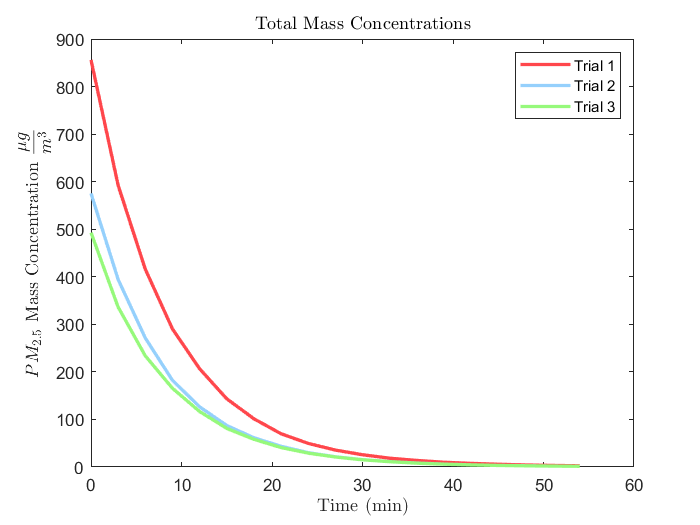 Total Mass Concentrations
900
800
700
600
500
400
300
200
100
0
PM2.5 Mass Concentration μg/m³
Trial 1
Trial 2
Trial 3
0 10 20 30 40 50 60
Time (min)